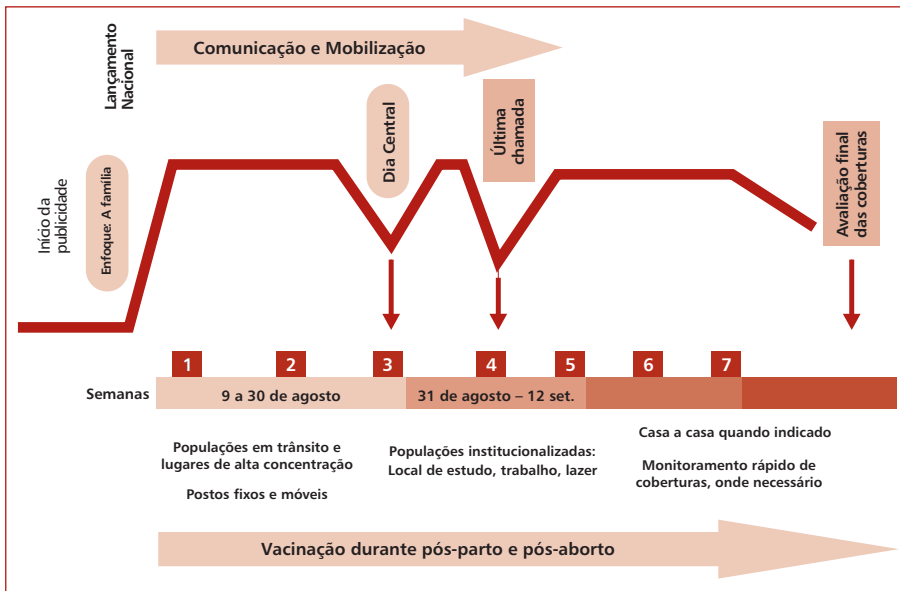 Comunicação e Mobilização
Lançamento
Nacional
Início da
publicidade
Enfoque: A família
Dia Central
Última
chamada
Avaliação final
das coberturas
1
2
3
4
5
6
7
Semanas
9 a 30 de agosto
31 de agosto – 12 set.
Populações em trânsito e
lugares de alta concentração
Postos fixos e móveis
Populações institucionalizadas:
Local de estudo, trabalho, lazer
Casa a casa quando indicado
Monitoramento rápido de
coberturas, onde necessário
Vacinação durante pós-parto e pós-aborto